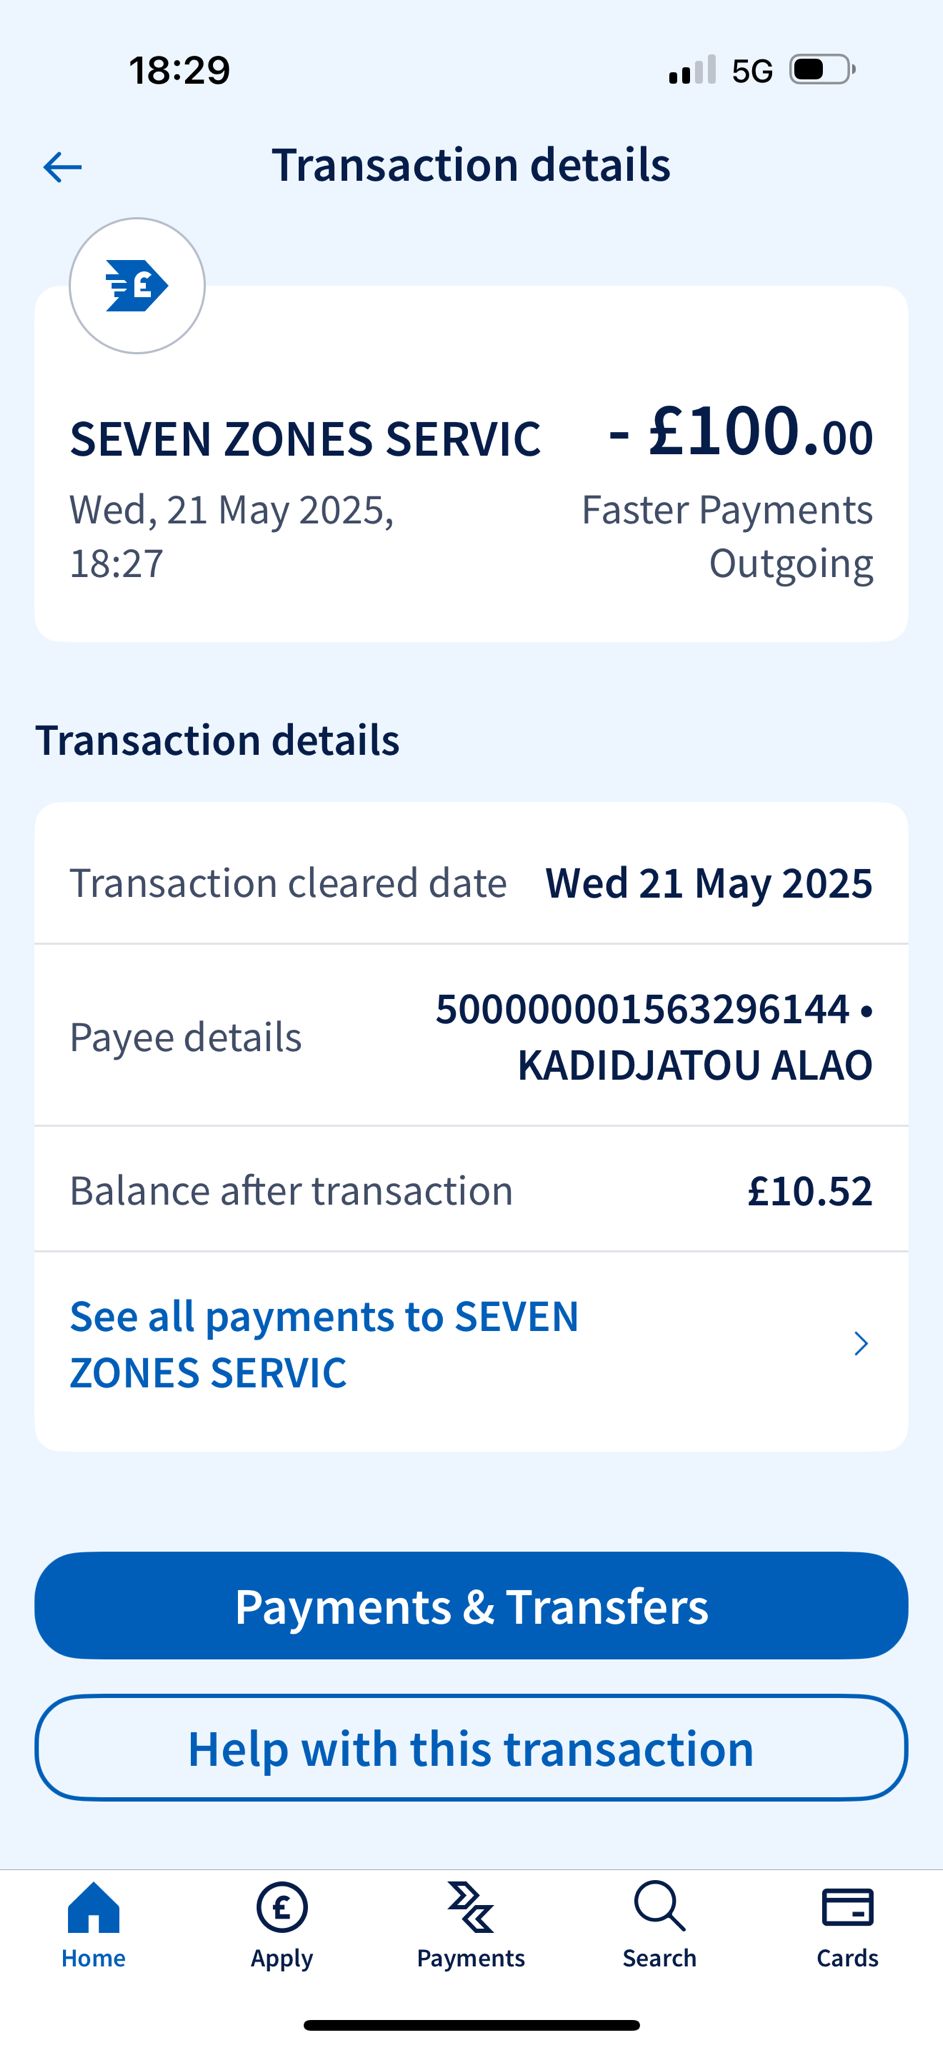 18:29
5G
Transaction details
£
SEVEN ZONES SERVIC
- £100.00
Wed, 21 May 2025,
18:27
Faster Payments
Outgoing
Transaction details
Transaction cleared date
Wed 21 May 2025
Payee details
500000001563296144 •
KADIDJATOU ALAO
Balance after transaction
£10.52
See all payments to SEVEN
ZONES SERVIC
Payments & Transfers
Help with this transaction
£
Home
Apply
Payments
Search
Cards